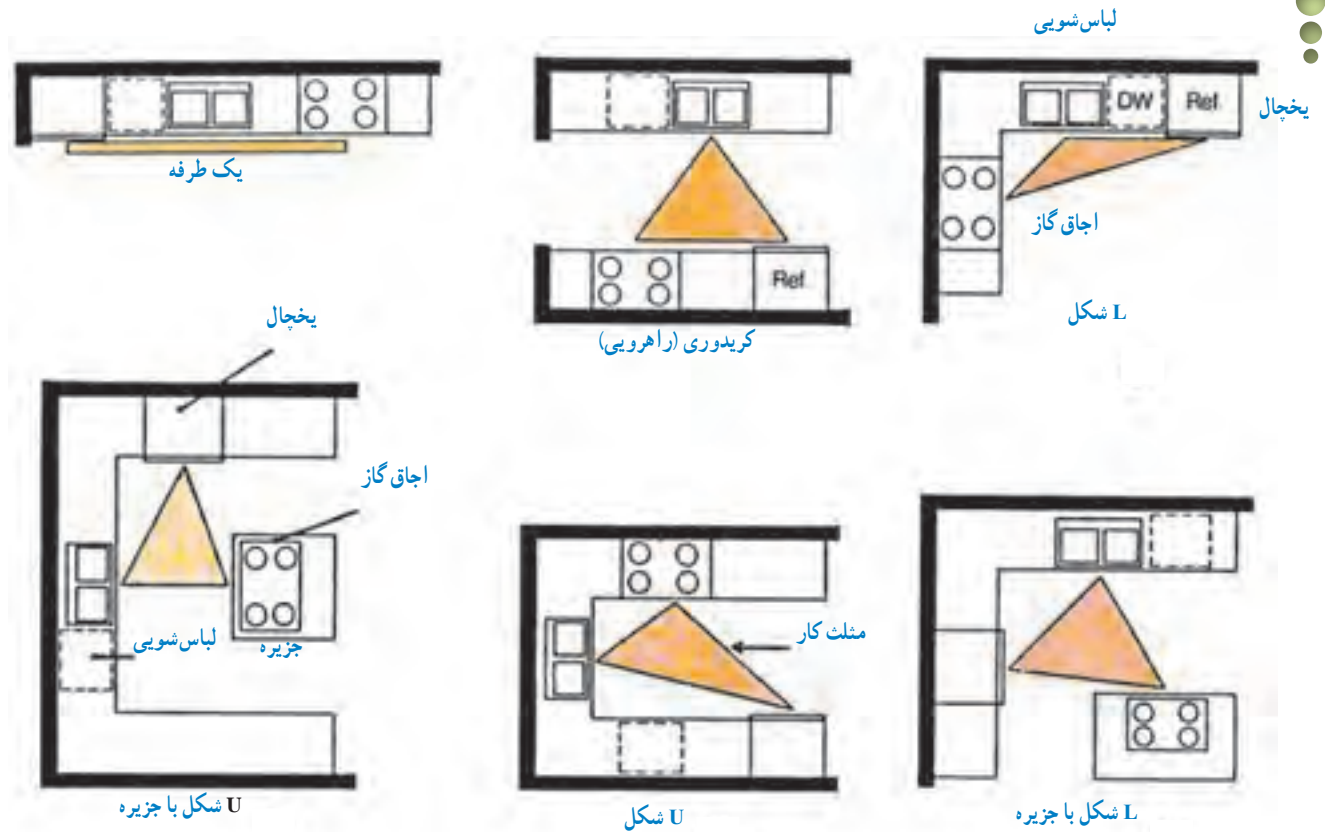 لباس‌شویی
DW
Ref.
یخچال
اجاق گاز
L شکل
Ref.
کریدوری (راهرویی)
یک طرفه
یخچال
اجاق گاز
لباس‌شویی
جزیره
U شکل با جزیره
مثلث کار
U شکل
L شکل با جزیره